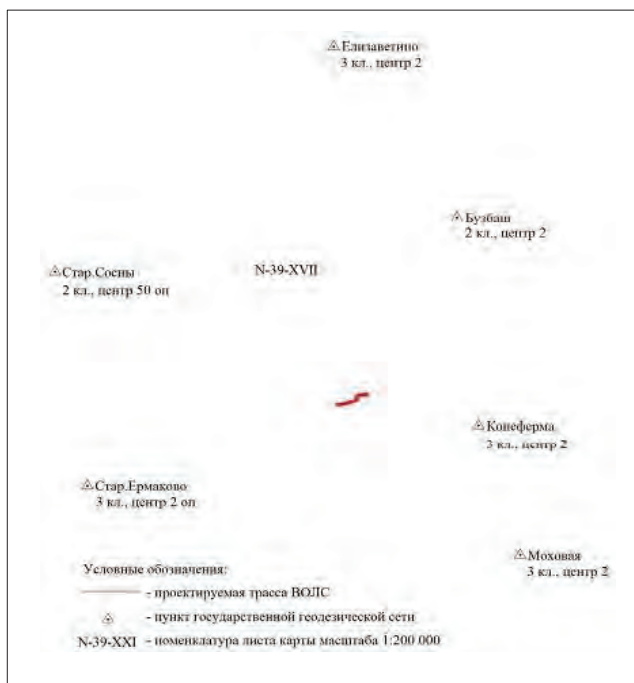 Елизаветино
3 кл., центр 2
Бузбаш
2 кл., центр 2
Стар.Сосны
2 кл., центр 50 оп
N-39-XVII
Конеферма
3 кл., центр 2
Стар.Ермаково
3 кл., центр 2 оп
Моховая
3 кл., центр 2
Условные обозначения:
- проектируемая трасса ВОЛС
- пункт государственной геодезической сети
N-39-XXI - номенклатура листа карты масштаба 1:200 000